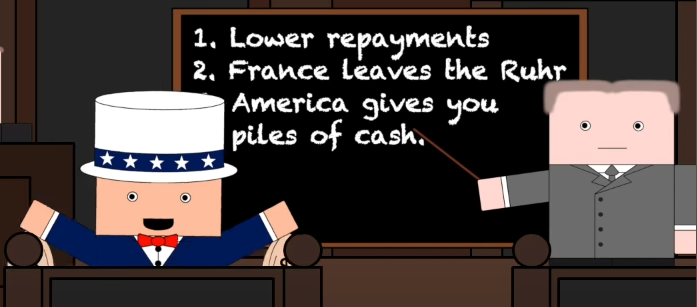 1. Lower repayments
2. France leaves the Ruhr
America gives you
piles of cash.